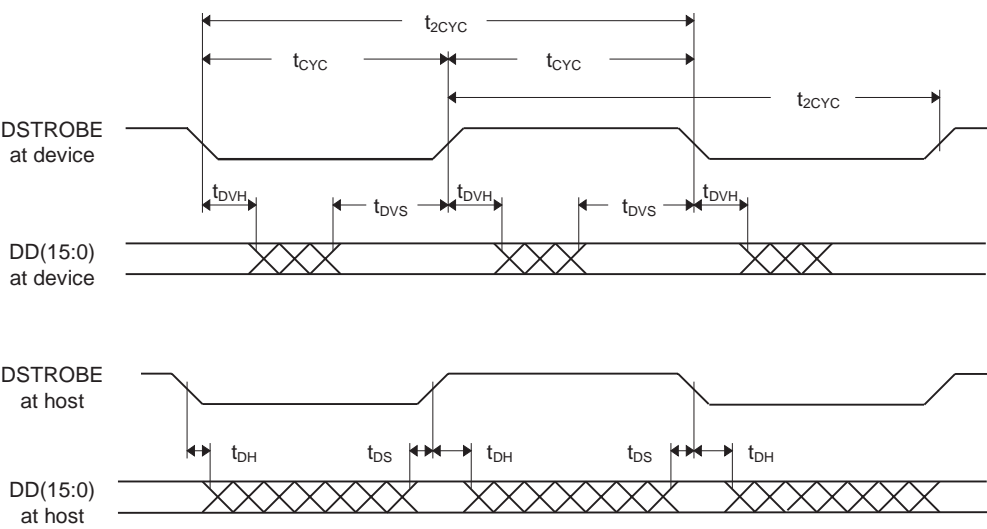 t2CYC
tCYC tCYC
t2CYC
DSTROBE
at device
tDVH tDVS tDVH tDVS tDVH
DD(15:0)
at device
DSTROBE
at host
tDH tDS tDH tDS tDH
DD(15:0)
at host